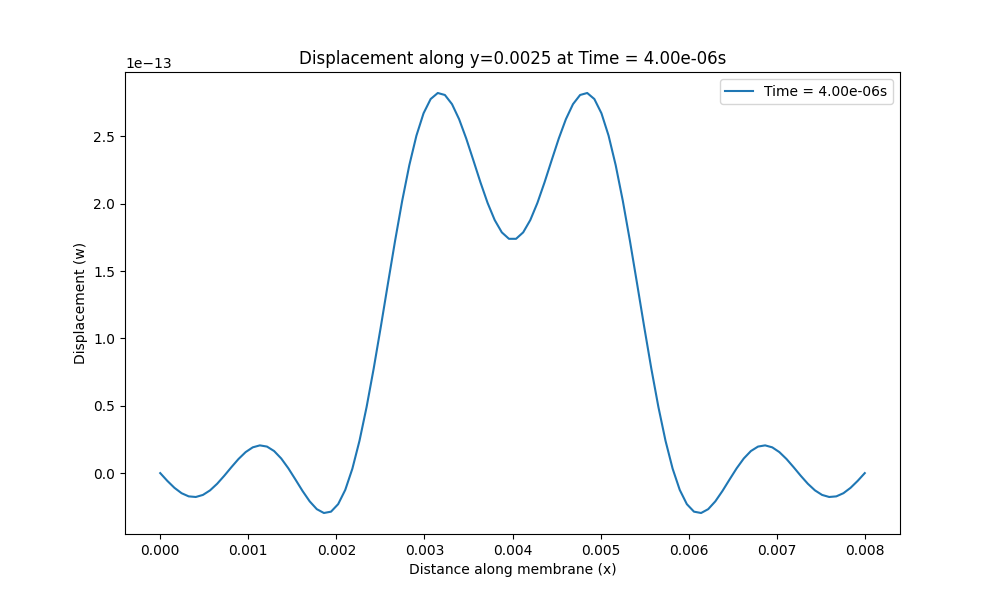 Displacement along y=0.0025 at Time = 4.00e-06s
1e−13
Time = 4.00e-06s
2.5
2.0
1.5
1.0
0.5
0.0
Displacement (w)
0.000 0.001 0.002 0.003 0.004 0.005 0.006 0.007 0.008
Distance along membrane (x)